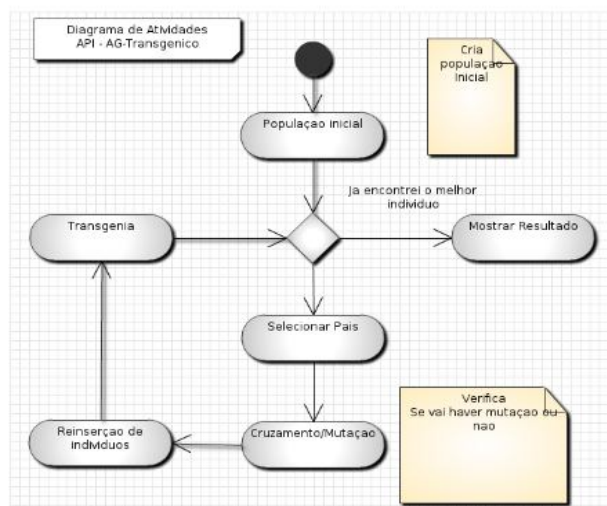 Diagrama de Atividades
API - AG-Transgenico
Cria
população
Inicial
População inicial
Ja encontrei o melhor
individuo
Transgenia
Mostrar Resultado
Selecionar Pais
Verifica
Se vai haver mutaçao ou
nao
Reinserçao de
individuos
Cruzamento/Mutaçao